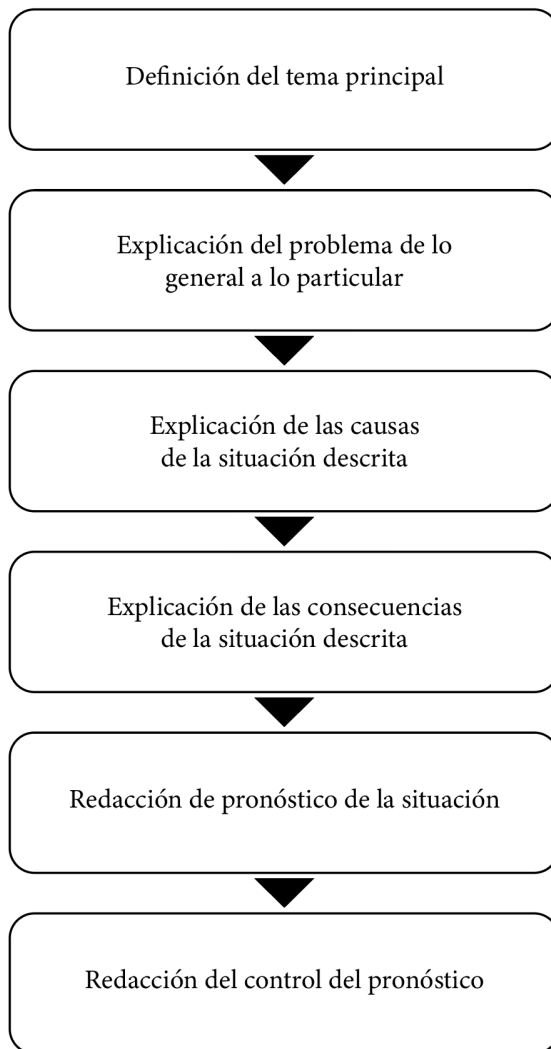 Definición del tema principal
Explicación del problema de lo
general a lo particular
Explicación de las causas
de la situación descrita
Explicación de las consecuencias
de la situación descrita
Redacción de pronóstico de la situación
Redacción del control del pronóstico